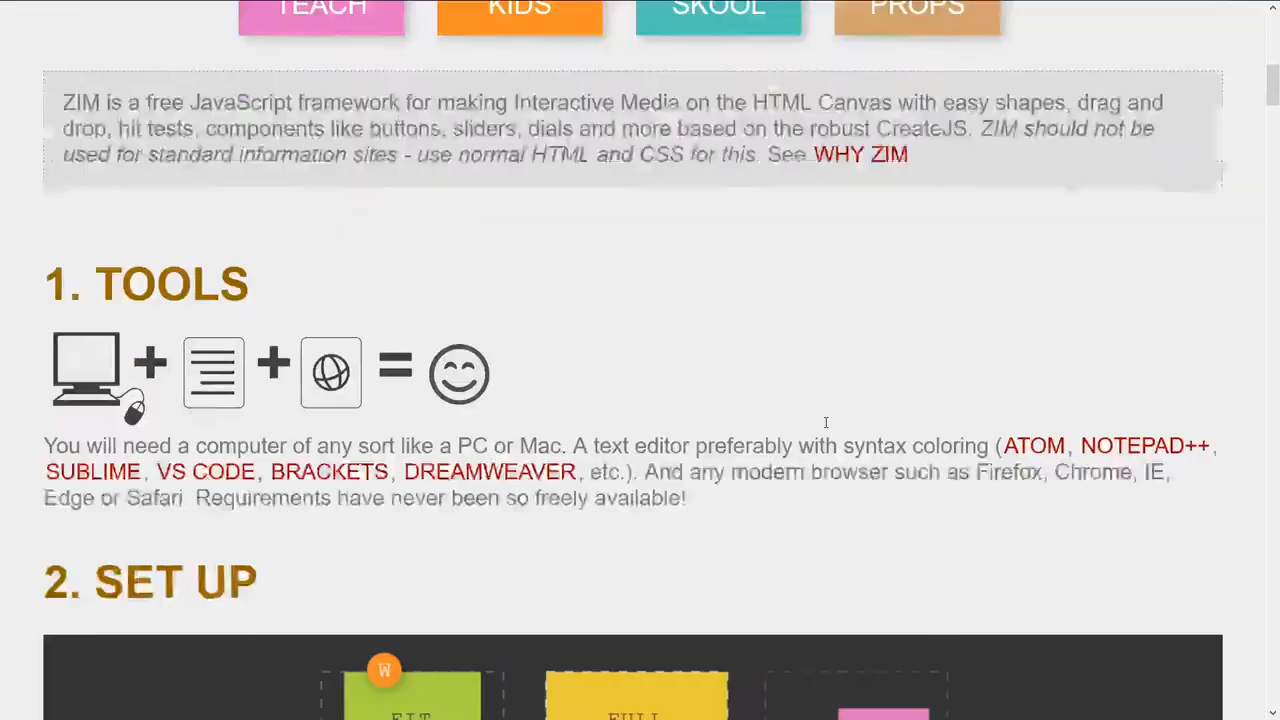 TEACH KIDS SKOOL PROPS
ZIM is a free JavaScript framework for making Interactive Media on the HTML Canvas with easy shapes, drag and
drop, hit tests, components like buttons, sliders, dials and more based on the robust CreateJS. ZIM should not be
used for standard information sites - use normal HTML and CSS for this. See WHY ZIM
1. TOOLS
You will need a computer of any sort like a PC or Mac. A text editor preferably with syntax coloring (ATOM, NOTEPAD++,
SUBLIME, VS CODE, BRACKETS, DREAMWEAVER, etc.). And any modern browser such as Firefox, Chrome, IE,
Edge or Safari. Requirements have never been so freely available!
2. SET UP
W
FIT FULL